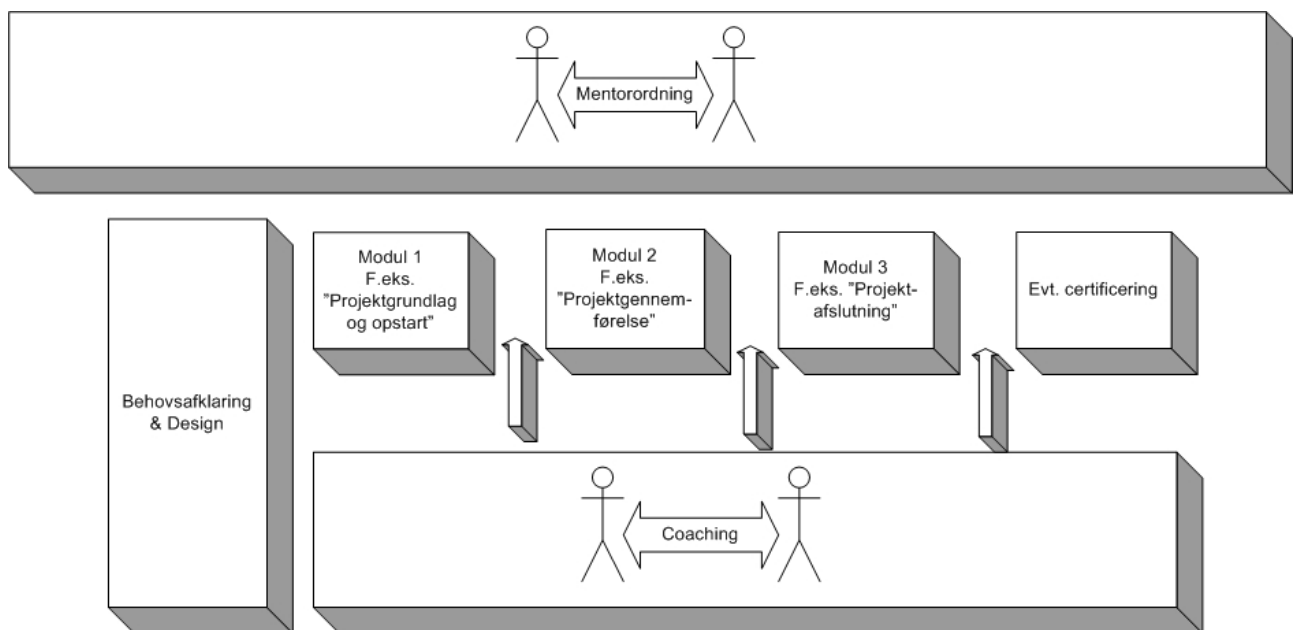 Mentorordning
Modul 1
F.eks.
"Projektgrundlag
og opstart"
Modul 2
F.eks.
"Projektgennem-
førelse"
Modul 3
F.eks. "Projekt-
afslutning"
Evt. certificering
Behovsafklaring
& Design
Coaching